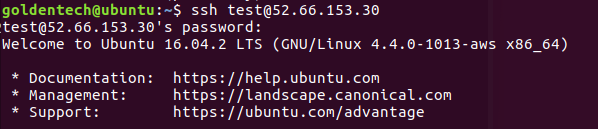 goldentech@ubuntu:~$ ssh test@52.66.153.30
test@52.66.153.30's password:
Welcome to Ubuntu 16.04.2 LTS (GNU/Linux 4.4.0-1013-aws x86_64)
* Documentation:  https://help.ubuntu.com
* Management:     https://landscape.canonical.com
* Support:        https://ubuntu.com/advantage